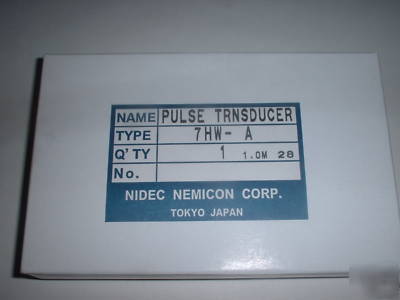 NAME PULSE TRNSDUCER
TYPE 7HW- A
Q'TY 1 1.0M 28
No.
NIDEC NEMICON CORP.
TOKYO JAPAN